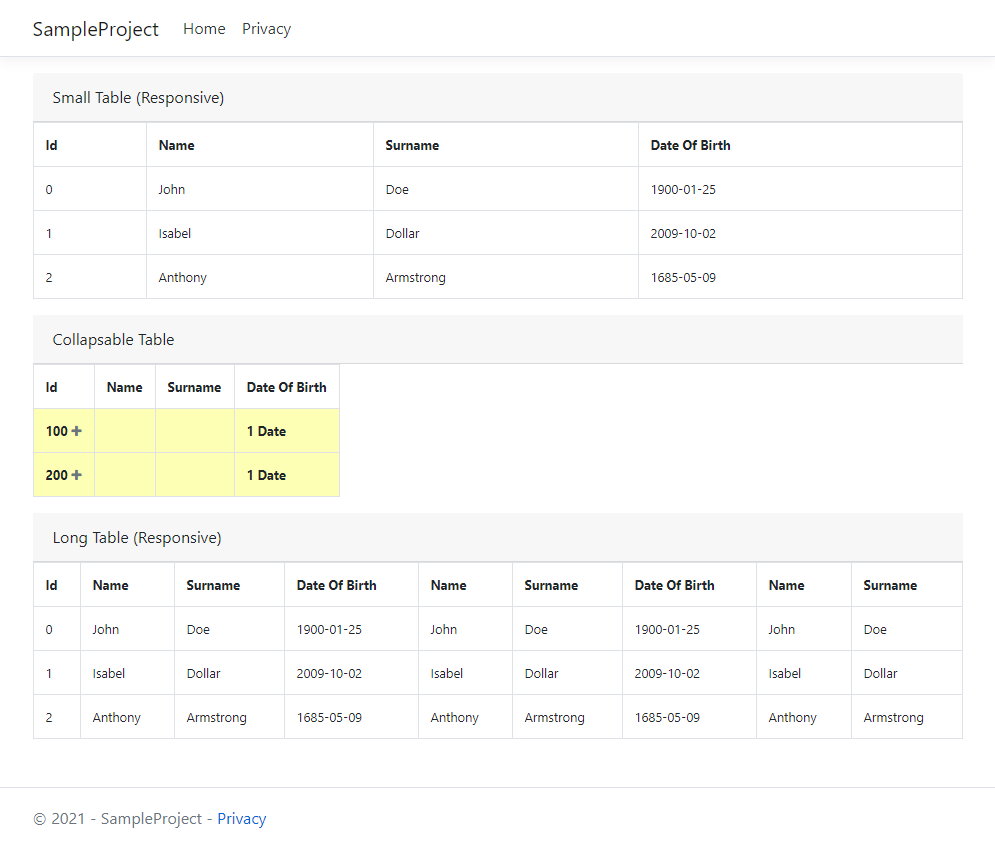 SampleProject Home Privacy
Small Table (Responsive)
Id Name Surname Date Of Birth
0 John Doe 1900-01-25
1 Isabel Dollar 2009-10-02
2 Anthony Armstrong 1685-05-09
Collapsable Table
Id Name Surname Date Of Birth
100 + 1 Date
200 + 1 Date
Long Table (Responsive)
Id Name Surname Date Of Birth Name Surname Date Of Birth Name Surname
0 John Doe 1900-01-25 John Doe 1900-01-25 John Doe
1 Isabel Dollar 2009-10-02 Isabel Dollar 2009-10-02 Isabel Dollar
2 Anthony Armstrong 1685-05-09 Anthony Armstrong 1685-05-09 Anthony Armstrong
© 2021 - SampleProject - Privacy